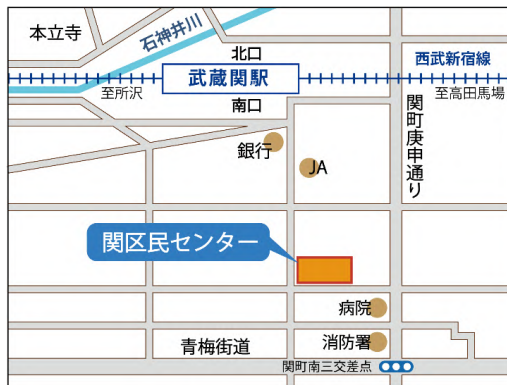 本立寺
石神井川
北口
西武新宿線
武蔵関駅
至所沢
至高田馬場
南口
関町庚申通り
銀行
JA
関区民センター
病院
消防署
青梅街道
関町南三交差点